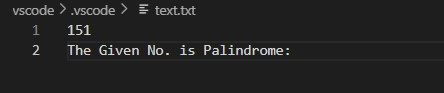 vscode > .vscode > text.txt
1 151
2 The Given No. is Palindrome: